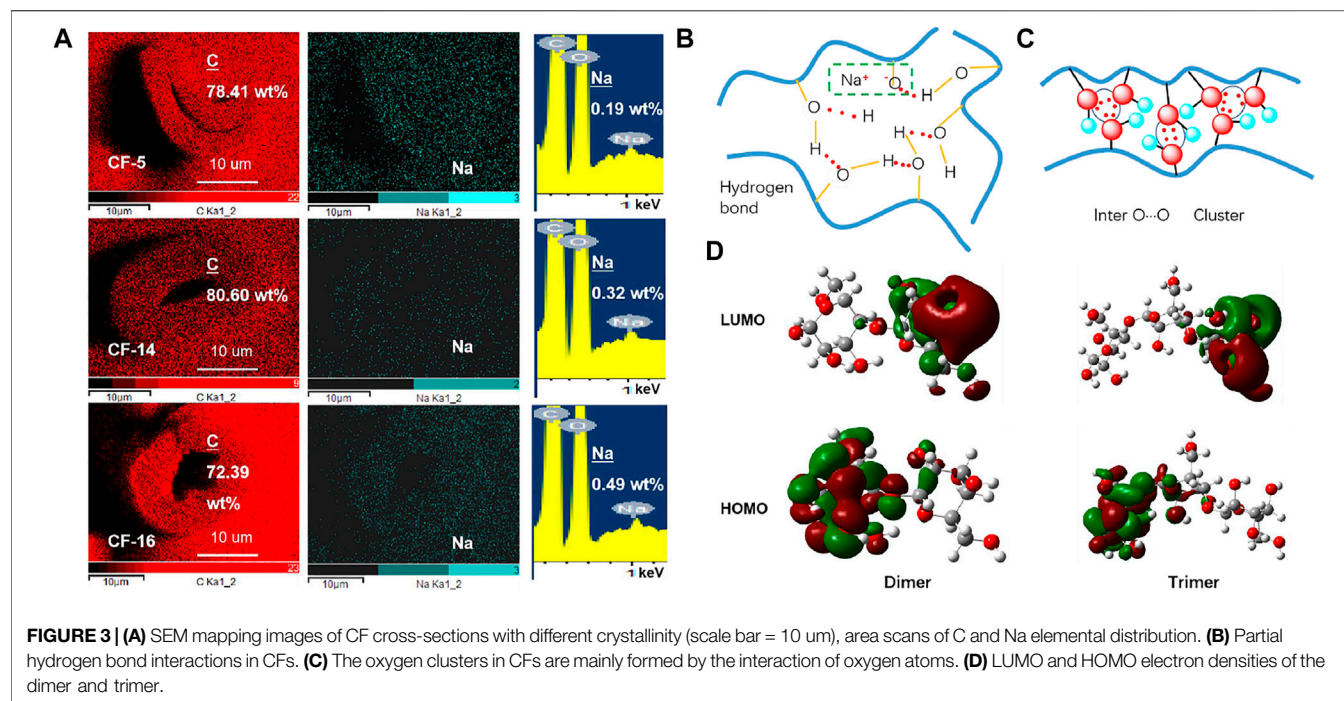 A
C
78.41 wt%
CF-5
10 um
22
10μm
C Ka1_2
Na
3
10μm
Na Ka1_2
C
O
Na
0.19 wt%
Na
keV
C
80.60 wt%
10 um
CF-14
9
10μm
C Ka1_2
Na
2
10μm
Na Ka1_2
C
O
Na
0.32 wt%
Na
keV
C
72.39
wt%
10 um
CF-16
23
10μm
C Ka1_2
Na
3
10μm
Na Ka1_2
C
O
Na
0.49 wt%
Na
keV
B
Na+ -O H O
O H
H O
H H O H
O
Hydrogen
bond
C
Inter O···O Cluster
D
LUMO
HOMO
Dimer Trimer
FIGURE 3 | (A) SEM mapping images of CF cross-sections with different crystallinity (scale bar = 10 um), area scans of C and Na elemental distribution. (B) Partial
hydrogen bond interactions in CFs. (C) The oxygen clusters in CFs are mainly formed by the interaction of oxygen atoms. (D) LUMO and HOMO electron densities of the
dimer and trimer.